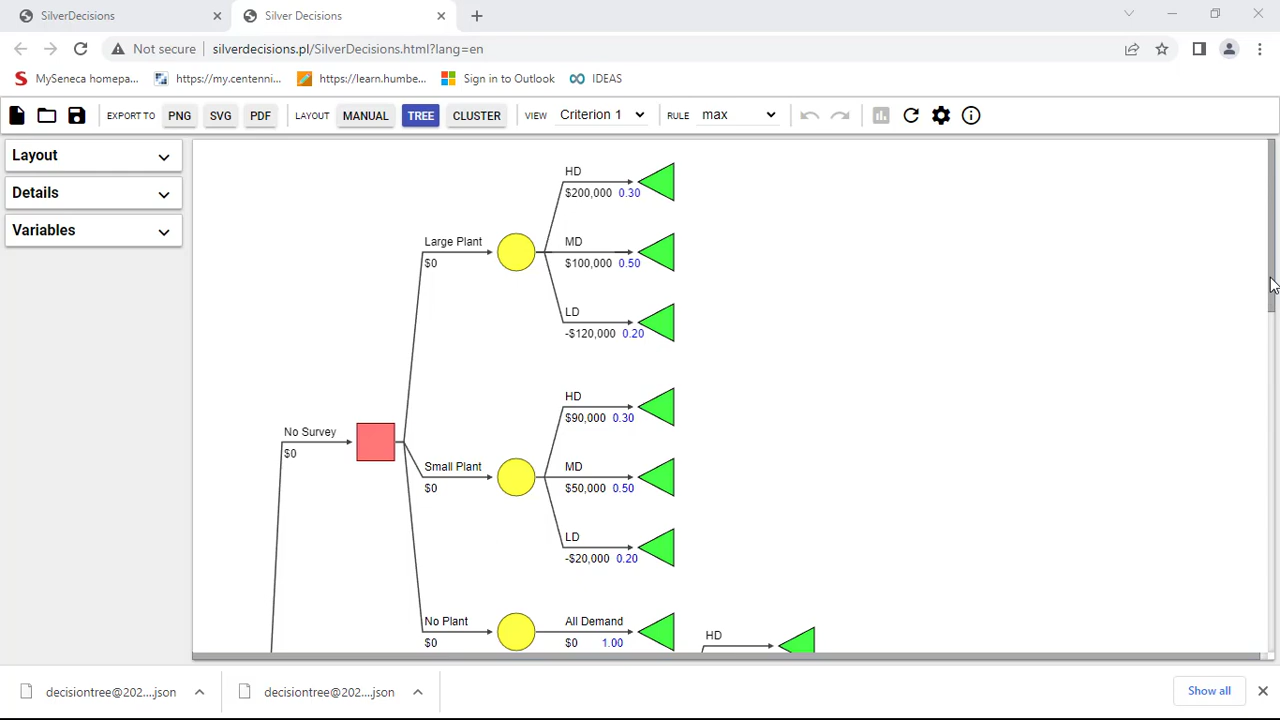 SilverDecisions
Silver Decisions
Not secure
silverdecisions.pl/SilverDecisions.html?lang=en
MySeneca homepa...
https://my.centenni...
https://learn.humbe...
Sign in to Outlook
IDEAS
EXPORT TO PNG SVG PDF LAYOUT MANUAL TREE CLUSTER VIEW Criterion 1 RULE max
Layout
Details
Variables
HD
$200,000 0.30
Large Plant
$0
MD
$100,000 0.50
LD
-$120,000 0.20
HD
$90,000 0.30
No Survey
$0
Small Plant
$0
MD
$50,000 0.50
LD
-$20,000 0.20
No Plant
$0
All Demand
$0 1.00
HD
decisiontree@202....json
decisiontree@202....json
Show all